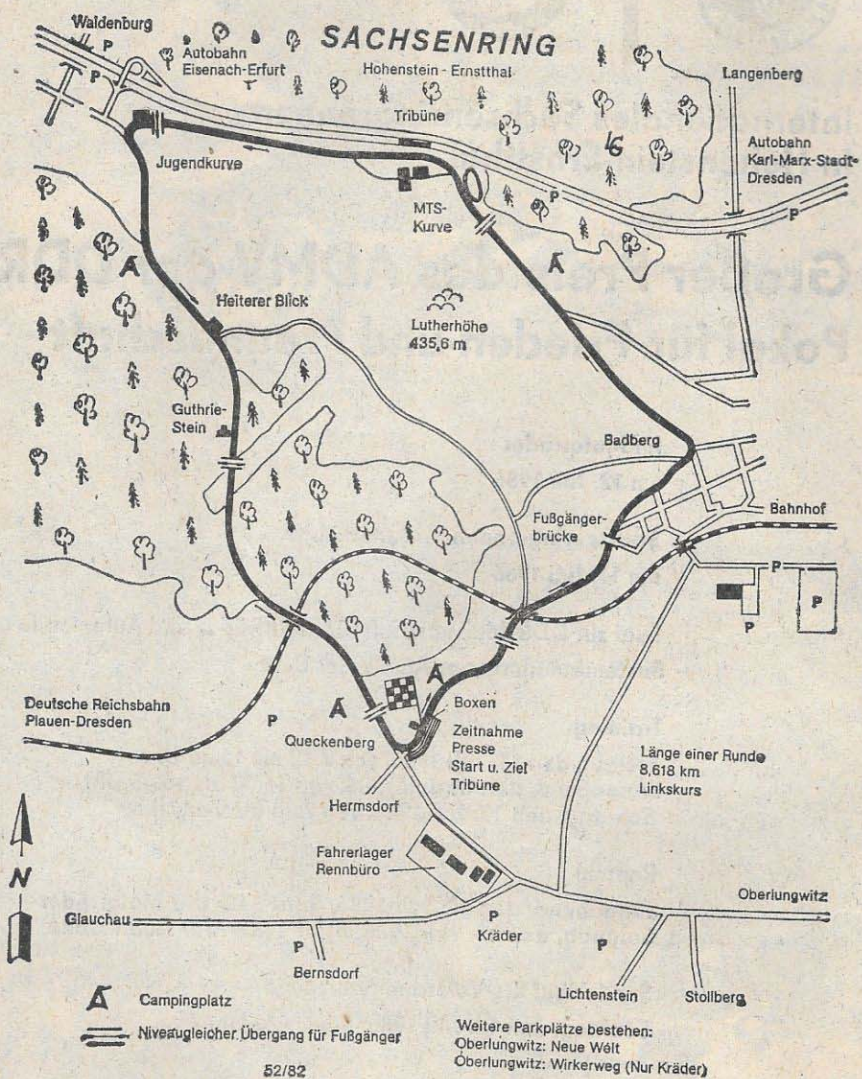 Waldenburg
P
P
Autobahn
Eisenach-Erfurt
SACHSENRING
Hohenstein - Ernstthal
Tribüne
Langenberg
Autobahn
Karl-Marx-Stadt-
Dresden
P
P
Jugendkurve
MTS-
Kurve
Heiterer Blick
Lutherhöhe
435,6 m
Guthrie-
Stein
Badberg
Fußgänger-
brücke
Bahnhof
P
P
P
Deutsche Reichsbahn
Plauen-Dresden
P
Queckenberg
Boxen
Zeitnahme
Presse
Start u. Ziel
Tribüne
Länge einer Runde
8,618 km
Linkskurs
Hermsdorf
N
Fahrerlager
Rennbüro
Oberlungwitz
Glauchau
P
Kräder
P
P
Bernsdorf
Lichtenstein
Stollberg
Campingplatz
Niveaugleicher Übergang für Fußgänger
Weitere Parkplätze bestehen:
Oberlungwitz: Neue Welt
Oberlungwitz: Wirkerweg (Nur Kräder)
52/82